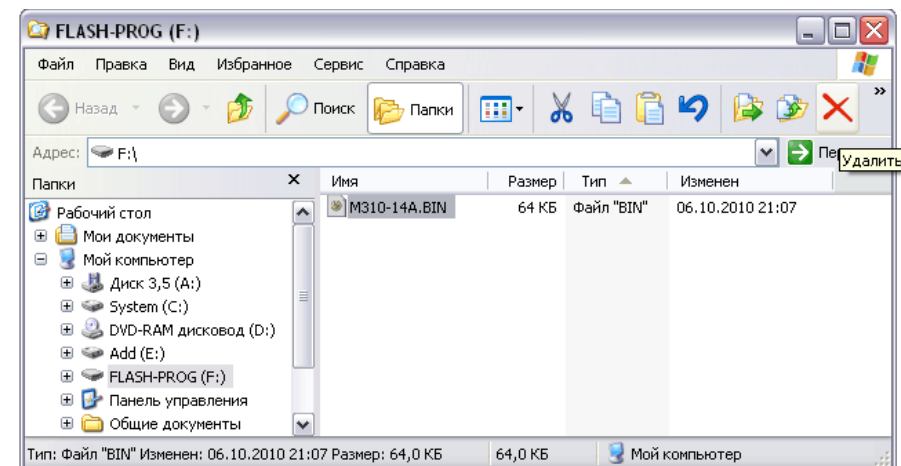 FLASH-PROG (F:)
Файл Правка Вид Избранное Сервис Справка
Назад Поиск Папки
Адрес: F:\
Удалить
Папки Имя Размер Тип Изменен
Рабочий стол
M310-14A.BIN 64 КБ Файл "BIN" 06.10.2010 21:07
Мои документы
Мой компьютер
Диск 3,5 (A:)
System (C:)
DVD-RAM дисковод (D:)
Add (E:)
FLASH-PROG (F:)
Панель управления
Общие документы
Тип: Файл "BIN" Изменен: 06.10.2010 21:07 Размер: 64,0 КБ 64,0 КБ Мой компьютер